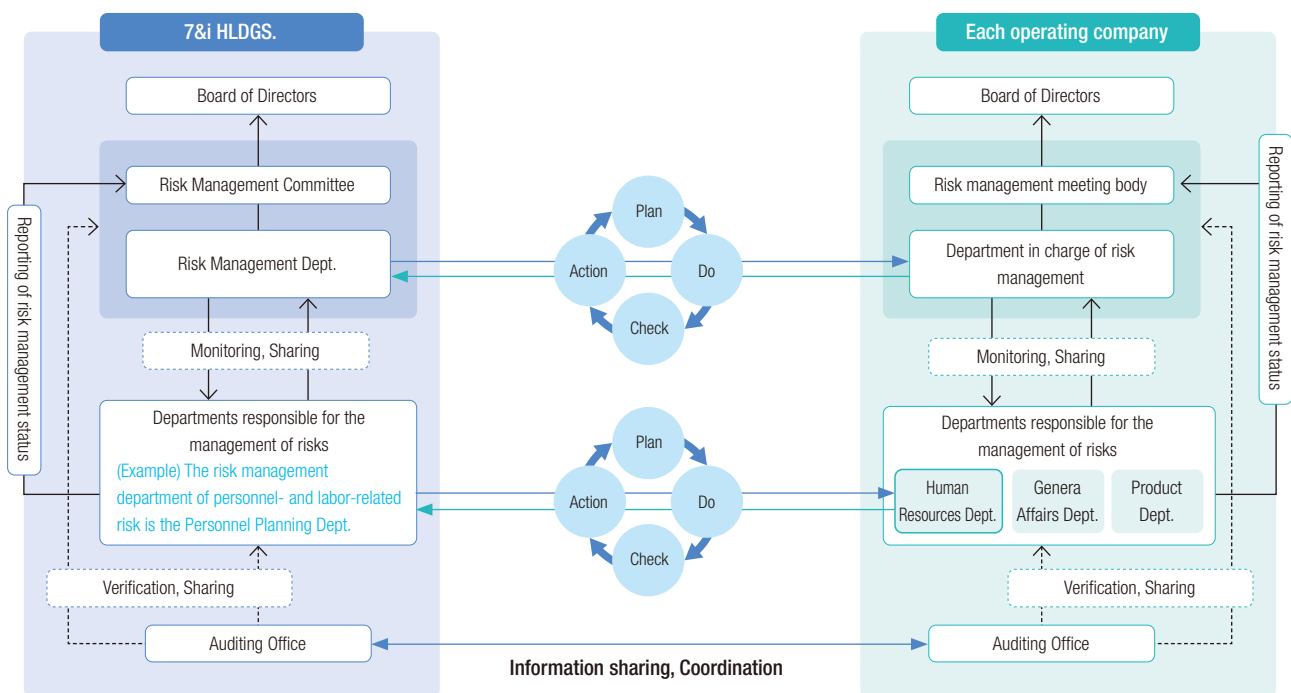 7&i HLDGS.
Board of Directors
Risk Management Committee
Risk Management Dept.
Monitoring, Sharing
Reporting of risk management status
Departments responsible for the
management of risks
(Example) The risk management
department of personnel- and labor-related
risk is the Personnel Planning Dept.
Verification, Sharing
Auditing Office
Plan
Do
Check
Action
Plan
Do
Check
Action
Information sharing, Coordination
Each operating company
Board of Directors
Risk management meeting body
Department in charge of risk
management
Monitoring, Sharing
Reporting of risk management status
Departments responsible for the
management of risks
Human
Resources Dept.
Genera
Affairs Dept.
Product
Dept.
Verification, Sharing
Auditing Office